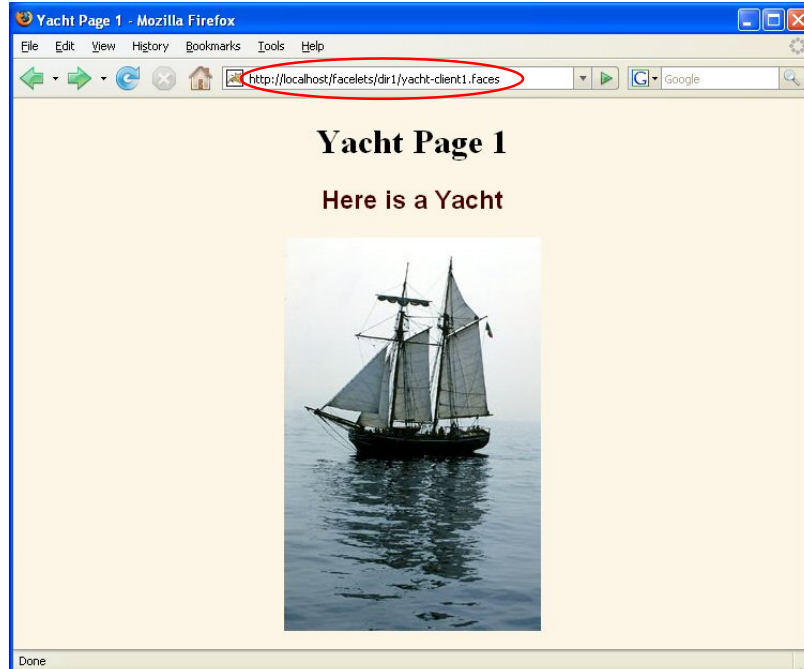 Yacht Page 1 - Mozilla Firefox
File Edit View History Bookmarks Tools Help
http://localhost/facelets/dir1/yacht-client1.faces G Google
Yacht Page 1
Here is a Yacht
Done